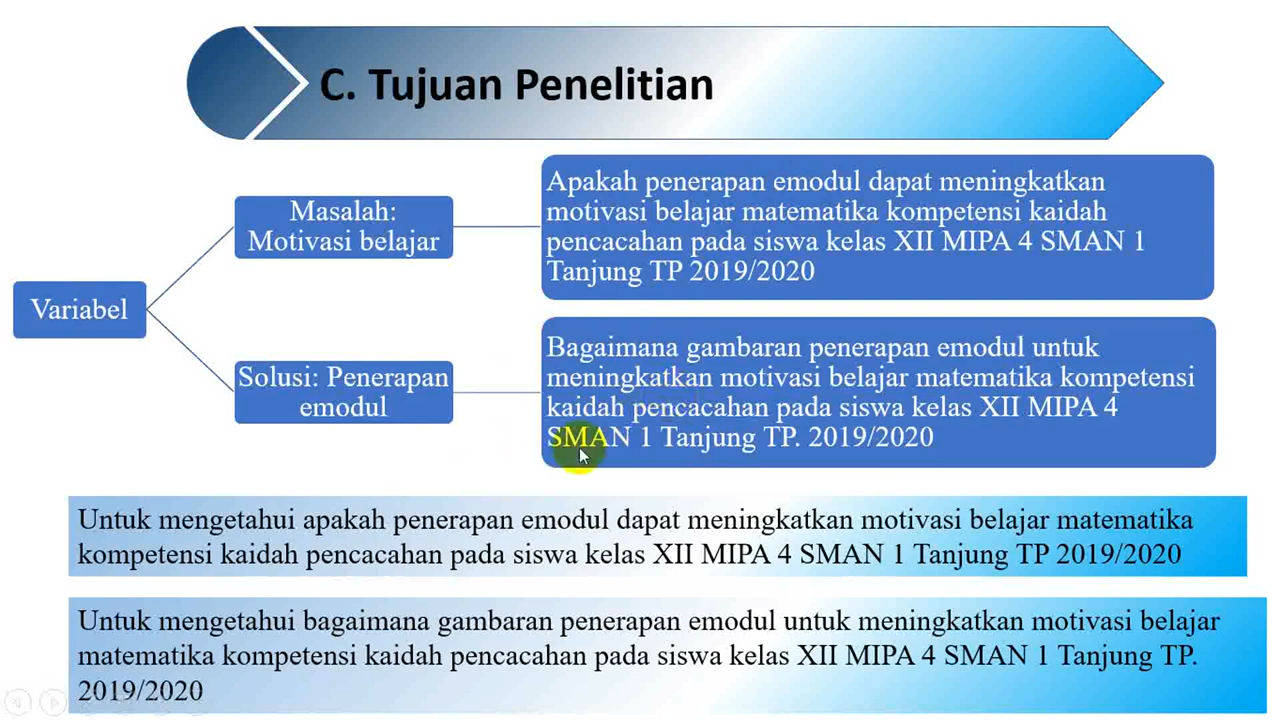 C. Tujuan Penelitian
Variabel
Masalah:
Motivasi belajar
Apakah penerapan emodul dapat meningkatkan
motivasi belajar matematika kompetensi kaidah
pencacahan pada siswa kelas XII MIPA 4 SMAN 1
Tanjung TP 2019/2020
Solusi: Penerapan
emodul
Bagaimana gambaran penerapan emodul untuk
meningkatkan motivasi belajar matematika kompetensi
kaidah pencacahan pada siswa kelas XII MIPA 4
SMAN 1 Tanjung TP. 2019/2020
Untuk mengetahui apakah penerapan emodul dapat meningkatkan motivasi belajar matematika
kompetensi kaidah pencacahan pada siswa kelas XII MIPA 4 SMAN 1 Tanjung TP 2019/2020
Untuk mengetahui bagaimana gambaran penerapan emodul untuk meningkatkan motivasi belajar
matematika kompetensi kaidah pencacahan pada siswa kelas XII MIPA 4 SMAN 1 Tanjung TP.
2019/2020